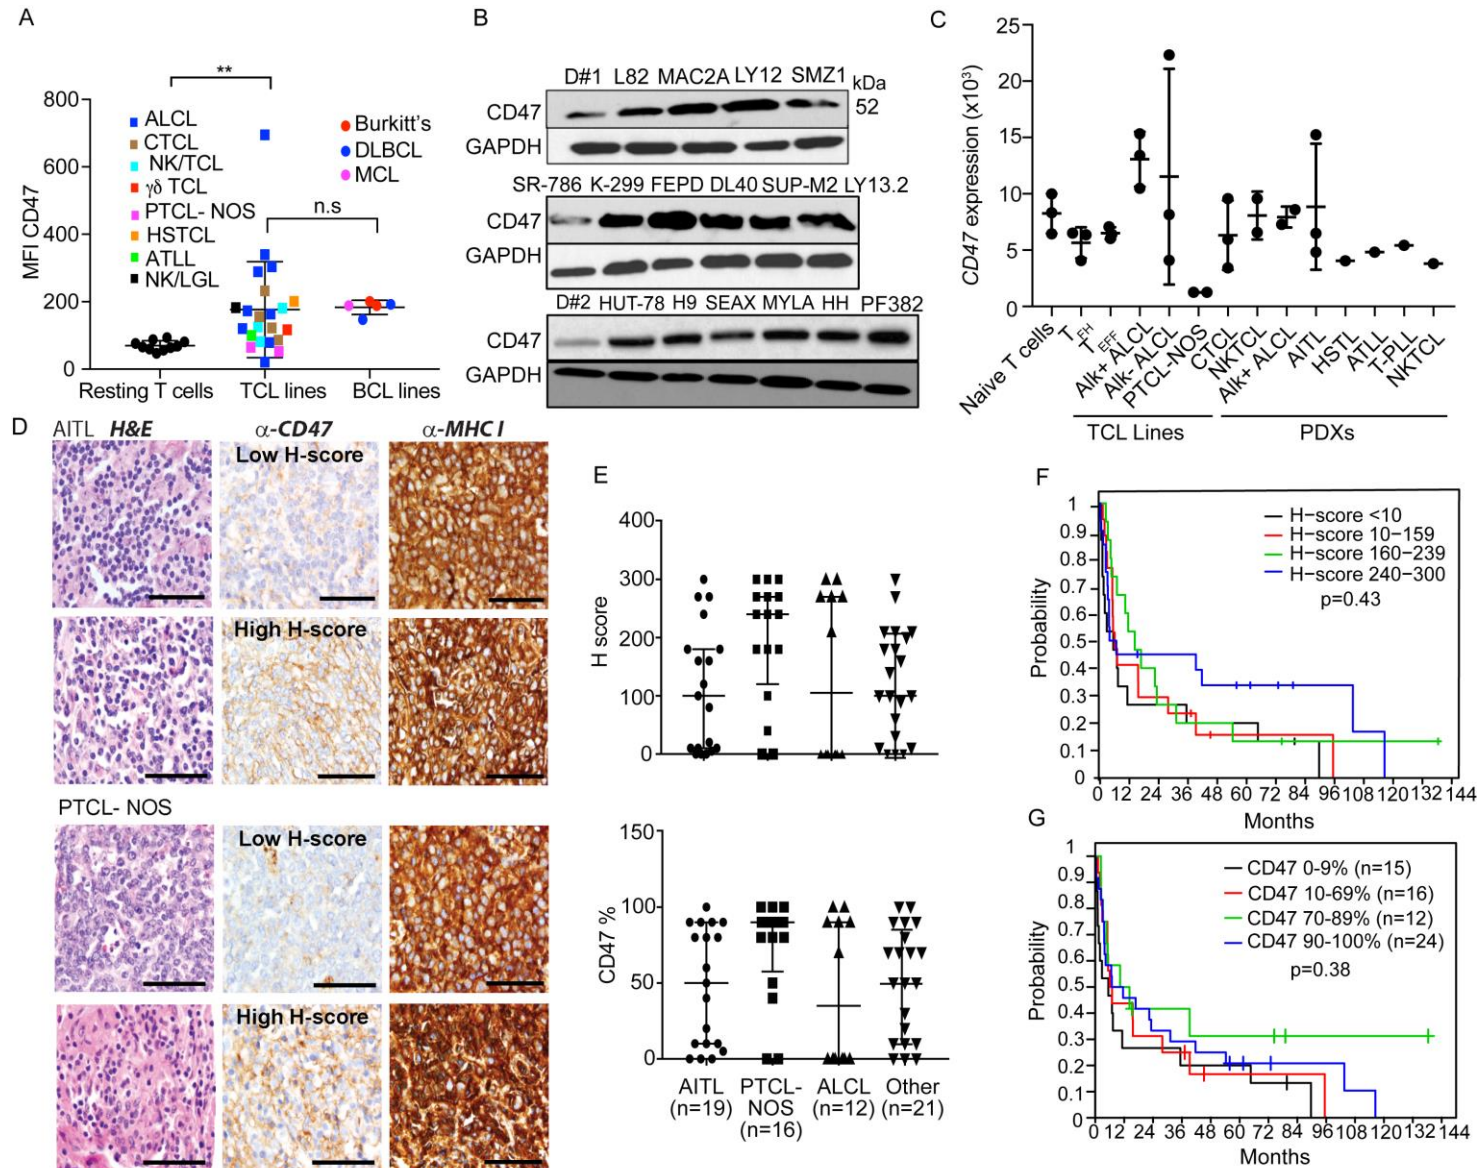 A
**
800
600
400
200
0
MFI CD47
ALCL
CTCL
NK/TCL
γδ TCL
PTCL- NOS
HSTCL
ATLL
NK/LGL
Burkitt's
DLBCL
MCL
n.s
Resting T cells TCL lines BCL lines
B
D#1 L82 MAC2A LY12 SMZ1 kDa
CD47 52
GAPDH
SR-786 K-299 FEPD DL40 SUP-M2 LY13.2
CD47
GAPDH
D#2 HUT-78 H9 SEAX MYLA HH PF382
CD47
GAPDH
C
CD47 expression (x10³)
25
20
15
10
5
0
Naive T cells
TFH
TEFF
Alk+ ALCL
Alk- ALCL
PTCL-NOS
CTCL
NKTCL
Alk+ ALCL
AITL
HSTL
ATLL
T-PLL
NKTCL
TCL Lines PDXs
D
AITL H&E α-CD47 α-MHC I
Low H-score
High H-score
PTCL- NOS
Low H-score
High H-score
E
400
300
200
100
0
H score
150
100
50
0
CD47 %
AITL PTCL- ALCL Other
(n=19) NOS (n=12) (n=21)
(n=16)
F
1
0.9
0.8
0.7
0.6
0.5
0.4
0.3
0.2
0.1
0
Probability
H−score <10
H−score 10−159
H−score 160−239
H−score 240−300
p=0.43
0 12 24 36 48 60 72 84 96 108 120 132 144
Months
G
1
0.9
0.8
0.7
0.6
0.5
0.4
0.3
0.2
0.1
0
Probability
CD47 0-9% (n=15)
CD47 10-69% (n=16)
CD47 70-89% (n=12)
CD47 90-100% (n=24)
p=0.38
0 12 24 36 48 60 72 84 96 108 120 132 144
Months